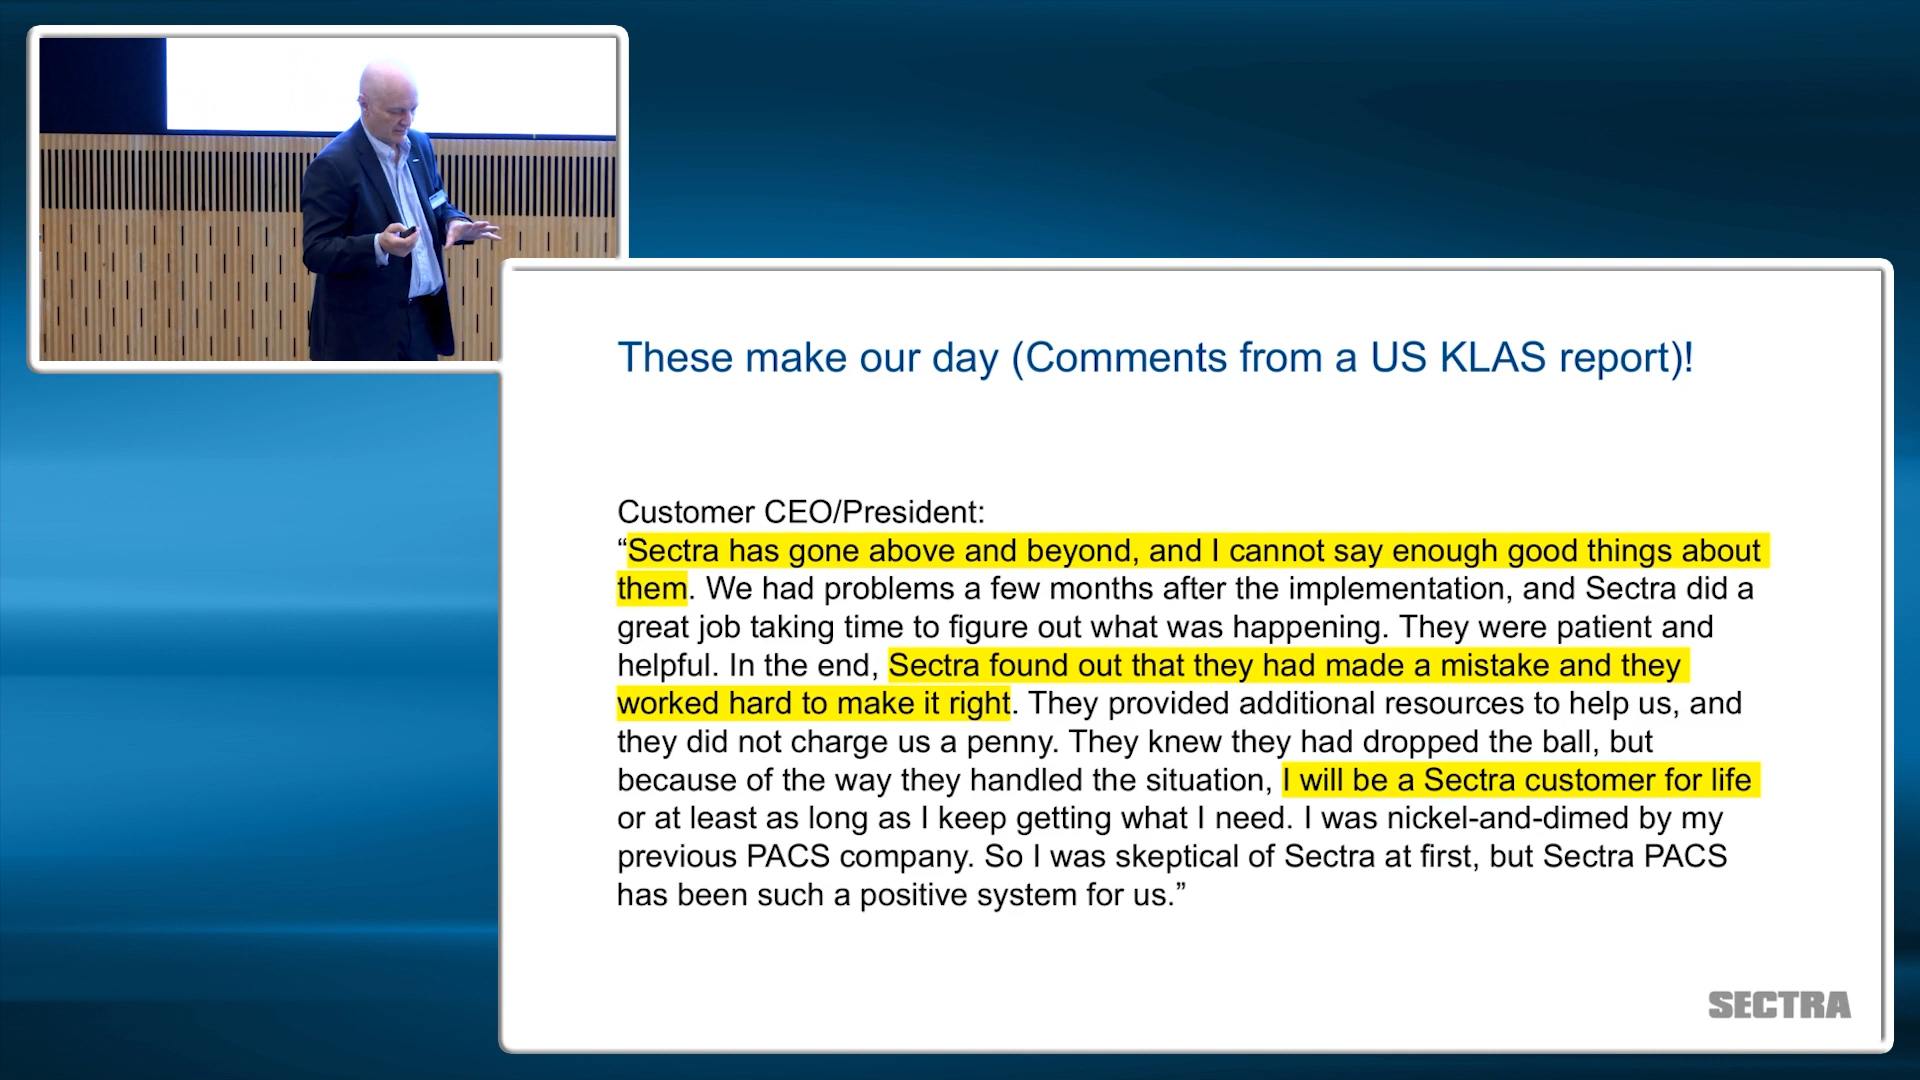 These make our day (Comments from a US KLAS report)!
Customer CEO/President:
“Sectra has gone above and beyond, and I cannot say enough good things about
them. We had problems a few months after the implementation, and Sectra did a
great job taking time to figure out what was happening. They were patient and
helpful. In the end, Sectra found out that they had made a mistake and they
worked hard to make it right. They provided additional resources to help us, and
they did not charge us a penny. They knew they had dropped the ball, but
because of the way they handled the situation, I will be a Sectra customer for life
or at least as long as I keep getting what I need. I was nickel-and-dimed by my
previous PACS company. So I was skeptical of Sectra at first, but Sectra PACS
has been such a positive system for us.”
SECTRA